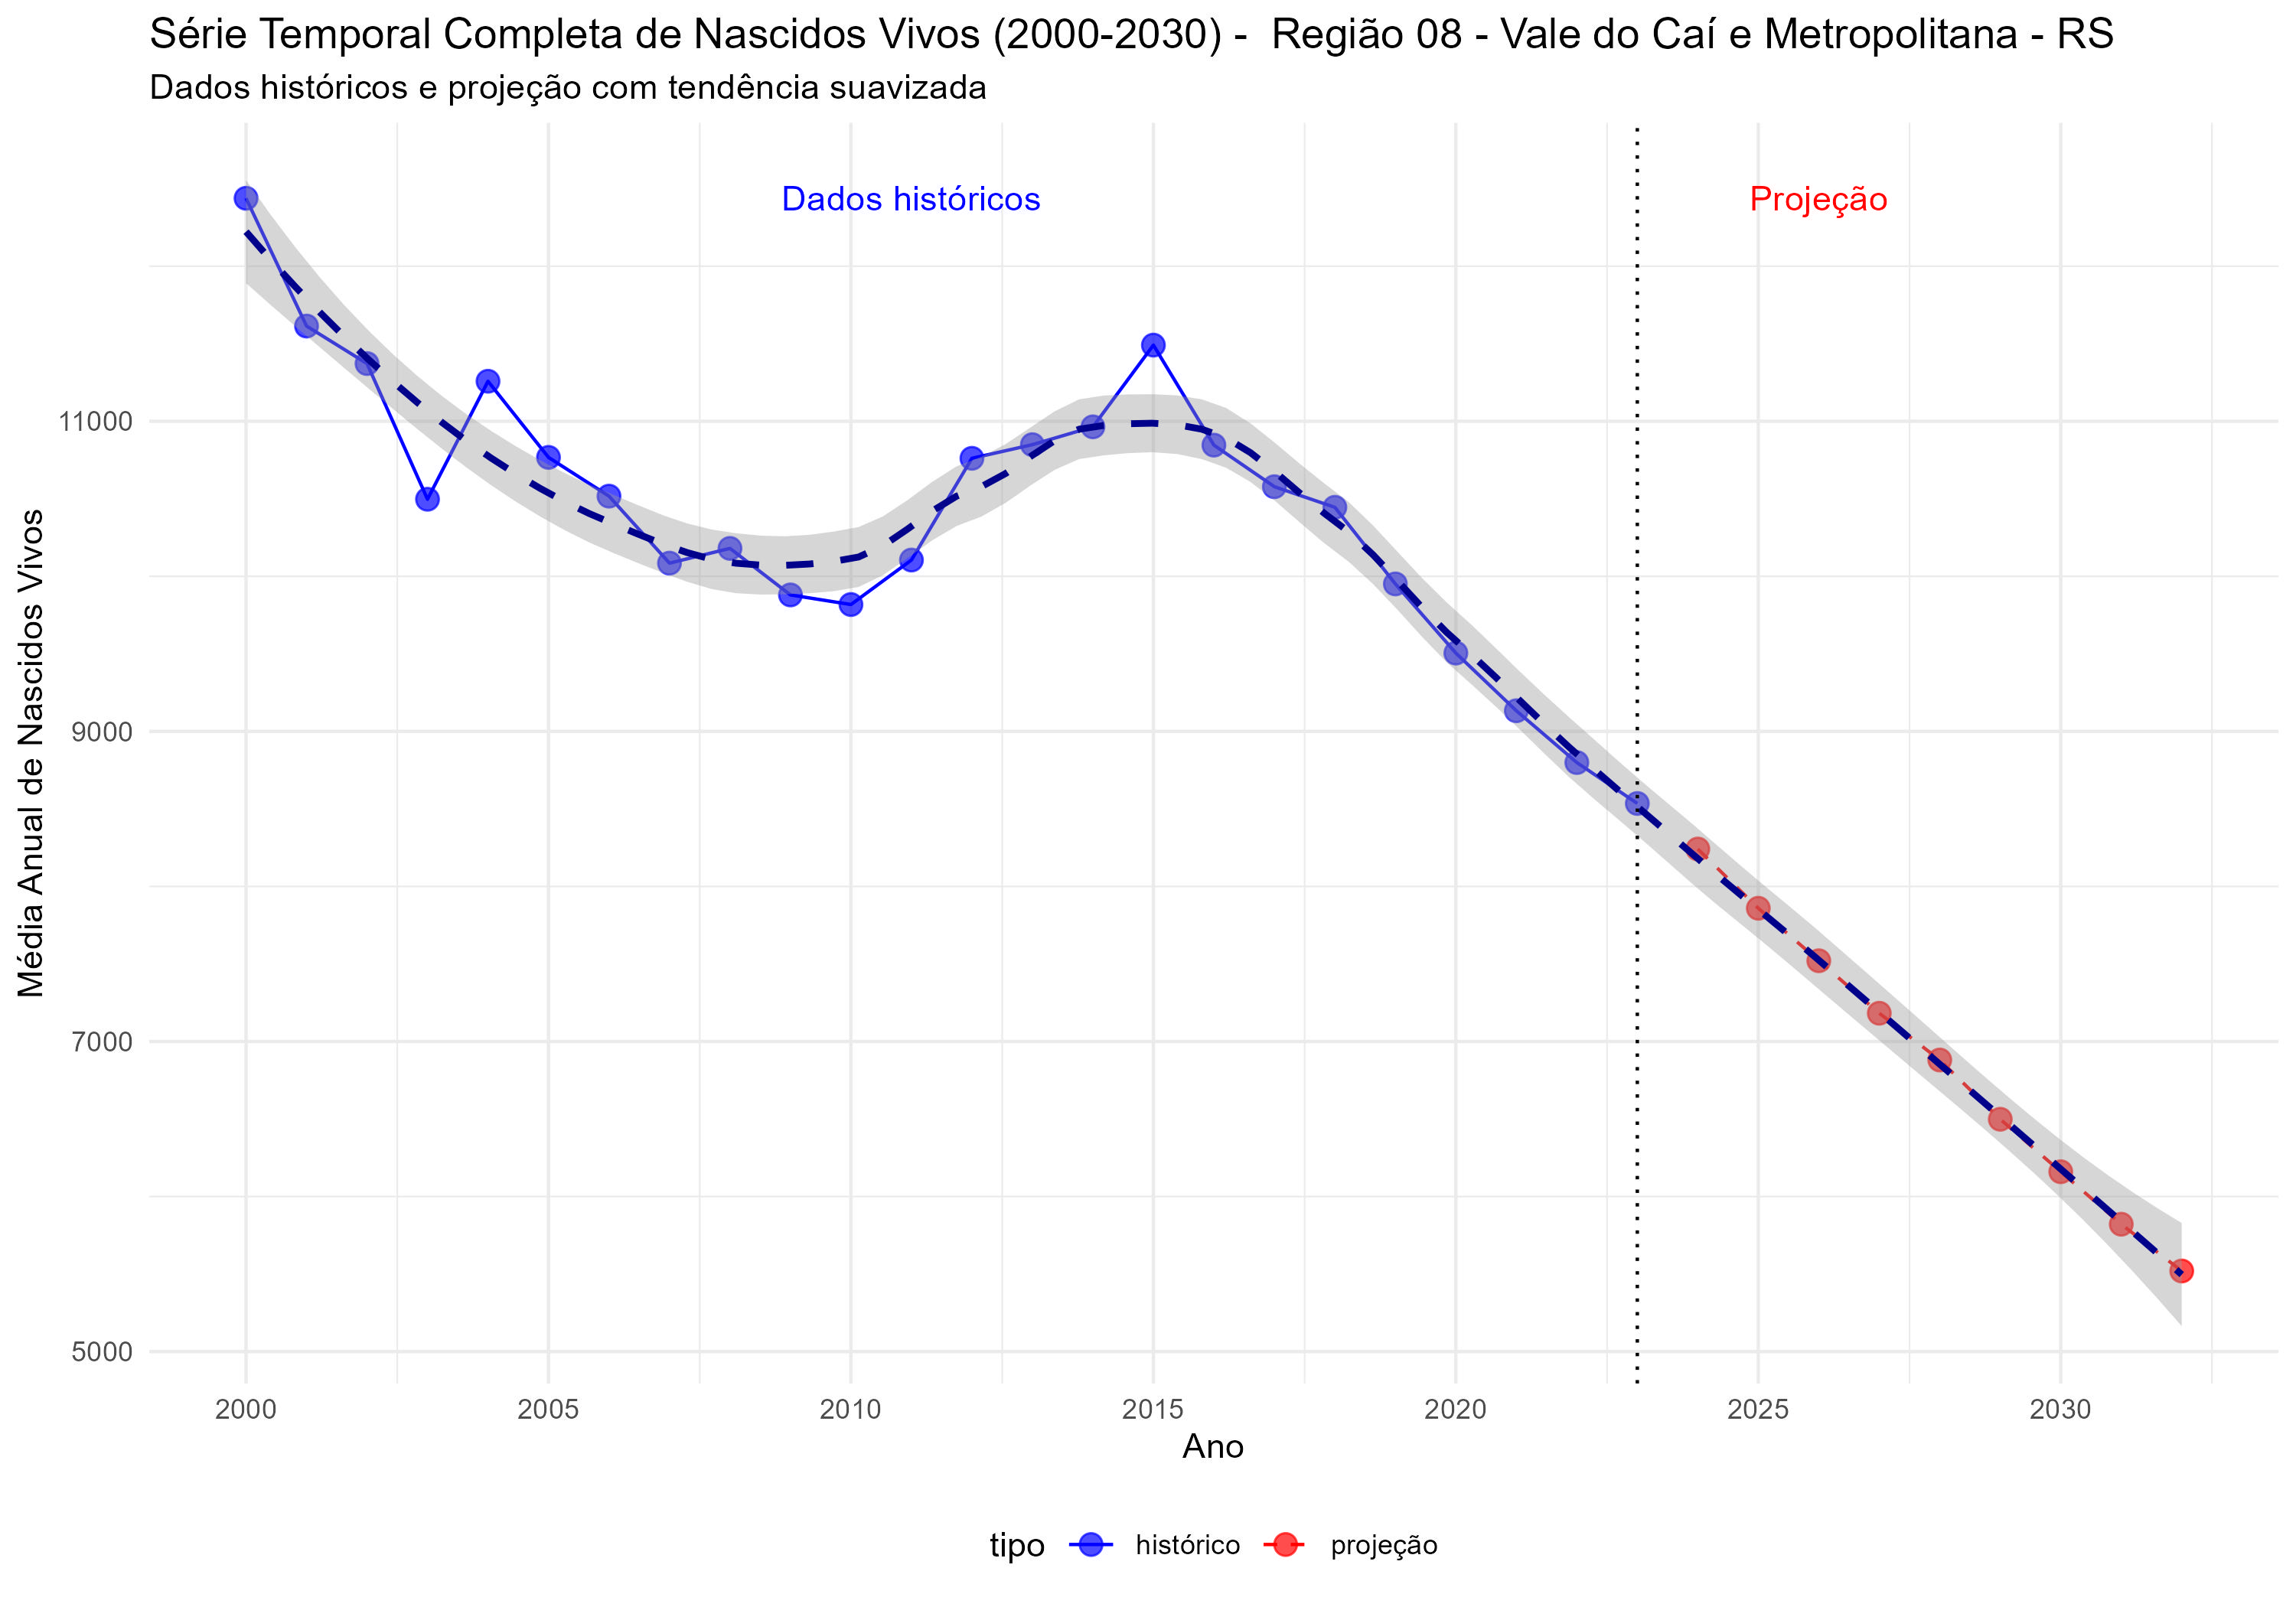 Série Temporal Completa de Nascidos Vivos (2000-2030) -  Região 08 - Vale do Caí e Metropolitana - RS
Dados históricos e projeção com tendência suavizada
Dados históricos
Projeção
Média Anual de Nascidos Vivos
11000
9000
7000
5000
2000
2005
2010
2015
2020
2025
2030
Ano
tipo
histórico
projeção